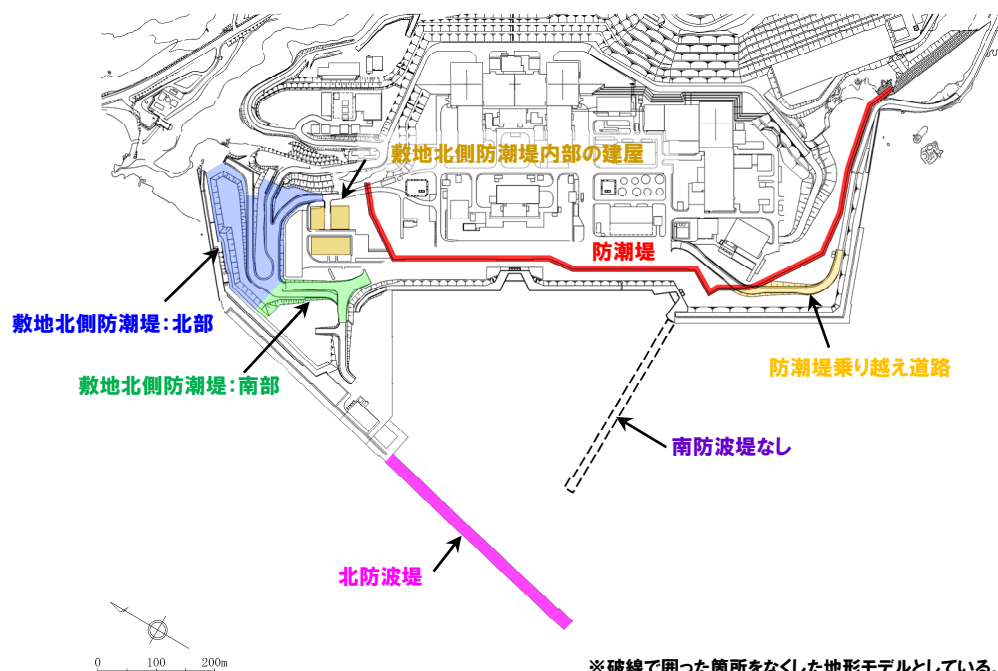 敷地北側防潮堤内部の建屋
防潮堤
敷地北側防潮堤：北部
防潮堤乗り越え道路
敷地北側防潮堤：南部
南防波堤なし
北防波堤
0 100 200m
※破線で囲った箇所をなくした地形モデルとしている。